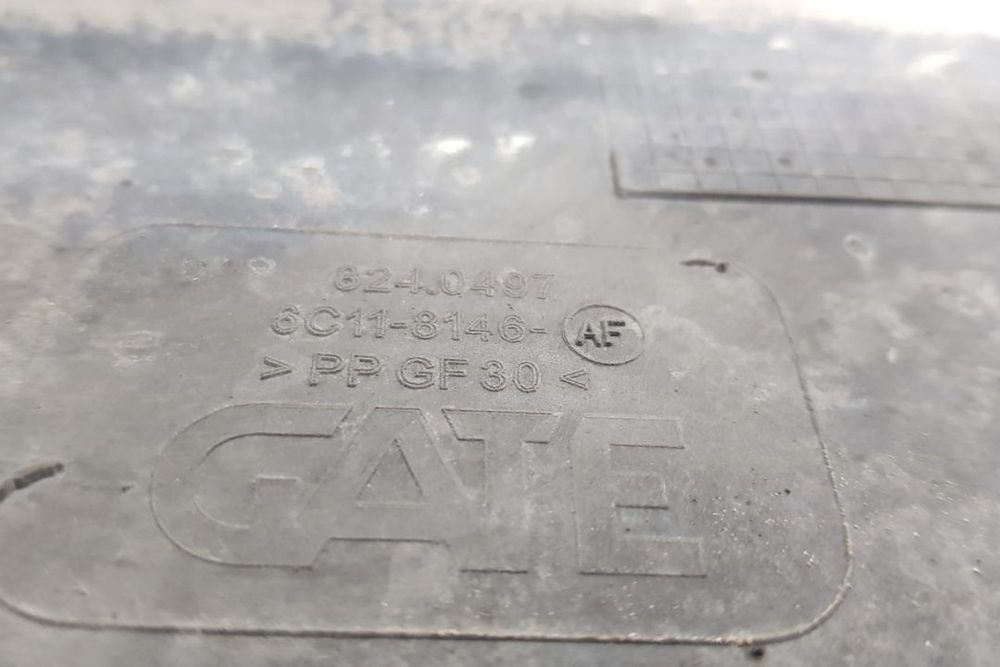 624.0497
6C11-8146- AF
> PP GF 30 <
GATE